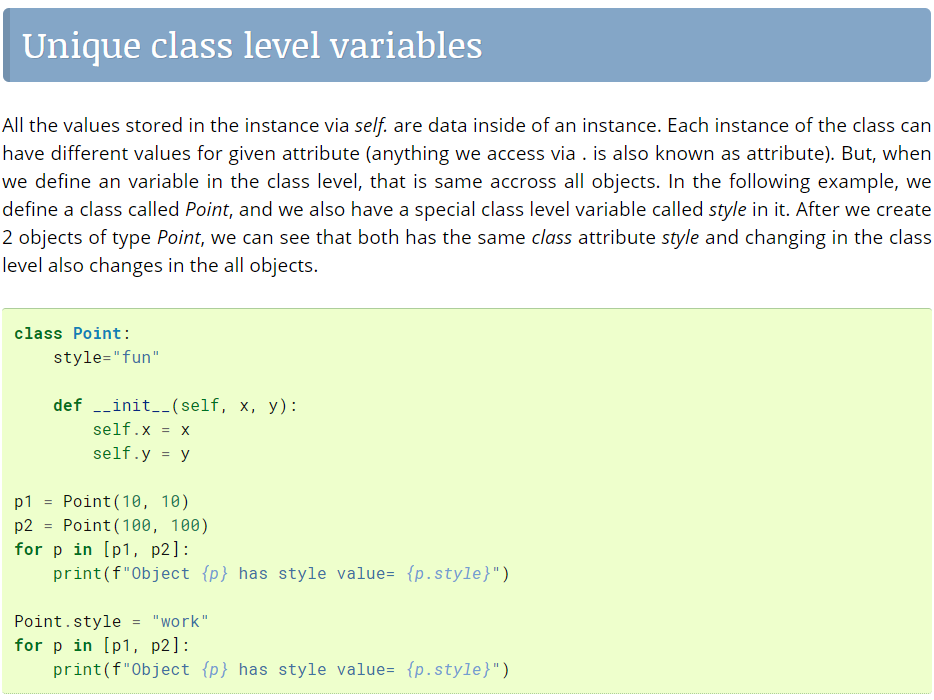 Unique class level variables
All the values stored in the instance via self. are data inside of an instance. Each instance of the class can
have different values for given attribute (anything we access via . is also known as attribute). But, when
we define an variable in the class level, that is same accross all objects. In the following example, we
define a class called Point, and we also have a special class level variable called style in it. After we create
2 objects of type Point, we can see that both has the same class attribute style and changing in the class
level also changes in the all objects.
class Point:
    style="fun"
    def __init__(self, x, y):
        self.x = x
        self.y = y
p1 = Point(10, 10)
p2 = Point(100, 100)
for p in [p1, p2]:
    print(f"Object {p} has style value= {p.style}")
Point.style = "work"
for p in [p1, p2]:
    print(f"Object {p} has style value= {p.style}")